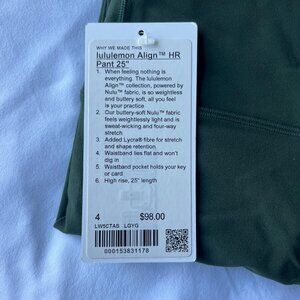 WHY WE MADE THIS
lululemon Align™ HR
Pant 25"
1. When feeling nothing is
everything. The lululemon
Align™ collection, powered by
Nulu™ fabric, is so weightless
and buttery soft, all you feel
is your practice
2. Our buttery-soft Nulu™ fabric
feels weightlessly light and is
sweat-wicking and four-way
stretch
3. Added Lycra® fibre for stretch
and shape retention
4. Waistband lies flat and won't
dig in
5. Waistband pocket holds your key
or card
6. High rise, 25" length
4 $98.00
LW5CTAS LGYG
000153831178